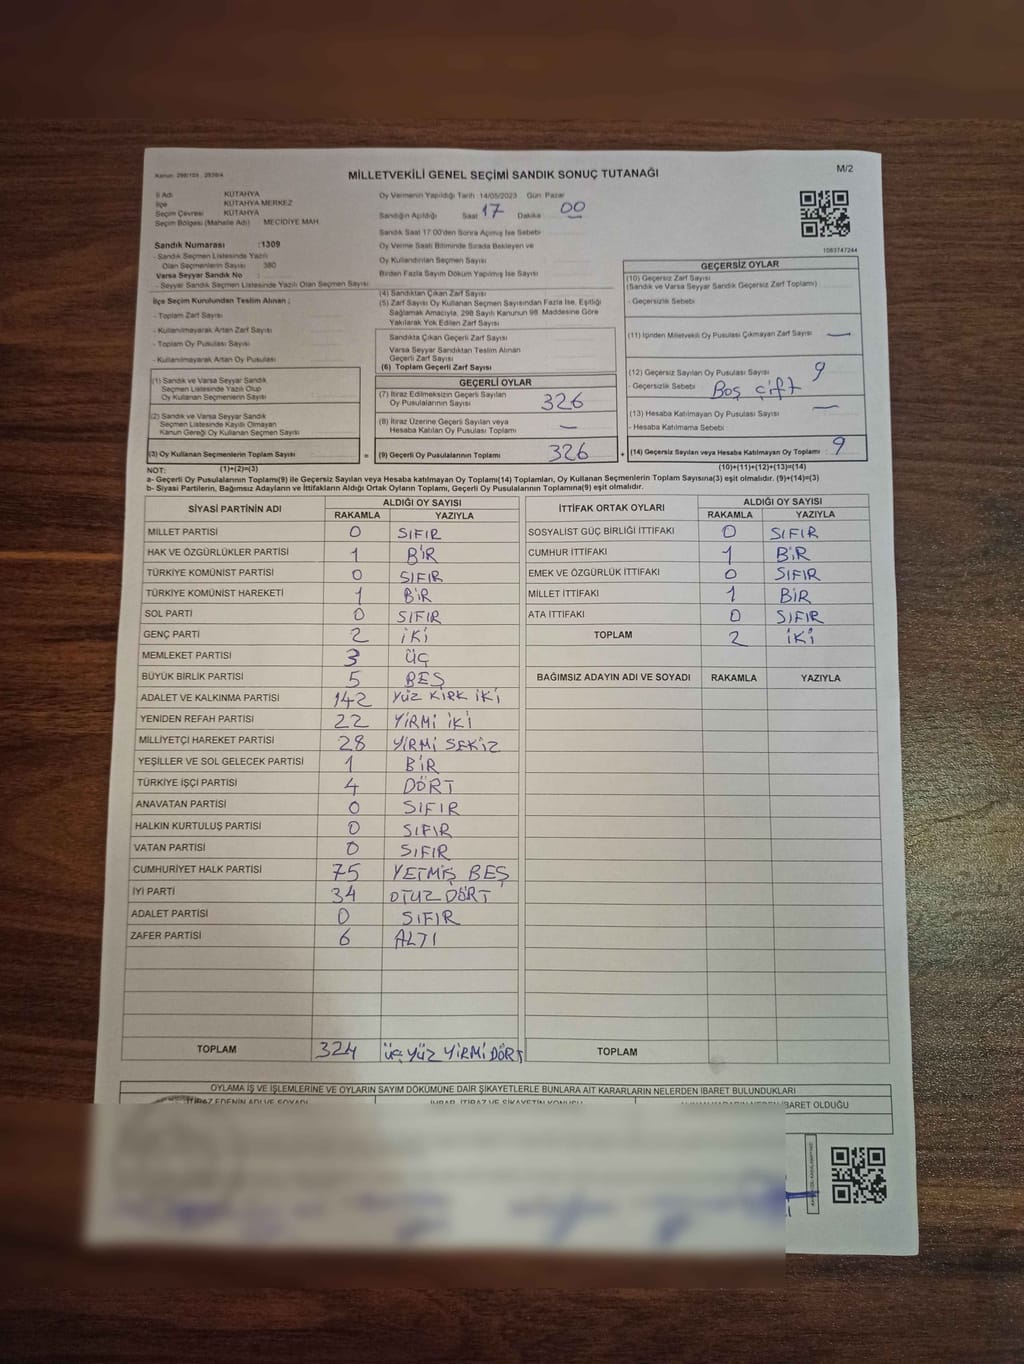 Kanun: 298/105 , 2839/4
MİLLETVEKİLİ GENEL SEÇİMİ SANDIK SONUÇ TUTANAĞI
M/2
İl Adı KÜTAHYA
İlçe KÜTAHYA MERKEZ
Seçim Çevresi KÜTAHYA
Seçim Bölgesi (Mahalle Adı) MECİDİYE MAH.
Sandık Numarası :1309
- Sandık Seçmen Listesinde Yazılı
Olan Seçmenlerin Sayısı 380
Varsa Seyyar Sandık No :
- Seyyar Sandık Seçmen Listesinde Yazılı Olan Seçmen Sayısı
Oy Vermenin Yapıldığı Tarih 14/05/2023 Gün Pazar
Sandığın Açıldığı Saat 17 Dakika 00
Sandık Saat 17:00'den Sonra Açılmış İse Sebebi
Oy Verme Saati Bitiminde Sırada Bekleyen ve
Oy Kullandırılan Seçmen Sayısı
Birden Fazla Sayım Döküm Yapılmış İse Sayısı
1083747244
İlçe Seçim Kurulundan Teslim Alınan ;
- Toplam Zarf Sayısı
- Kullanılmayarak Artan Zarf Sayısı
- Toplam Oy Pusulası Sayısı
- Kullanılmayarak Artan Oy Pusulası
(4) Sandıktan Çıkan Zarf Sayısı
(5) Zarf Sayısı Oy Kullanan Seçmen Sayısından Fazla İse, Eşitliği
Sağlamak Amacıyla, 298 Sayılı Kanunun 98. Maddesine Göre
Yakılarak Yok Edilen Zarf Sayısı
Sandıkta Çıkan Geçerli Zarf Sayısı
Varsa Seyyar Sandıktan Teslim Alınan
Geçerli Zarf Sayısı
(6) Toplam Geçerli Zarf Sayısı
GEÇERSİZ OYLAR
(10) Geçersiz Zarf Sayısı
(Sandık ve Varsa Seyyar Sandık Geçersiz Zarf Toplamı)
- Geçersizlik Sebebi
(11) İçinden Milletvekili Oy Pusulası Çıkmayan Zarf Sayısı —
(12) Geçersiz Sayılan Oy Pusulası Sayısı 9
- Geçersizlik Sebebi Boş çift
(13) Hesaba Katılmayan Oy Pusulası Sayısı —
- Hesaba Katılmama Sebebi
(14) Geçersiz Sayılan veya Hesaba Katılmayan Oy Toplamı 9
(1) Sandık ve Varsa Seyyar Sandık
Seçmen Listesinde Yazılı Olup
Oy Kullanan Seçmenlerin Sayısı
(2) Sandık ve Varsa Seyyar Sandık
Seçmen Listesinde Kayıtlı Olmayan
Kanun Gereği Oy Kullanan Seçmen Sayısı
(3) Oy Kullanan Seçmenlerin Toplam Sayısı =
GEÇERLİ OYLAR
(7) İtiraz Edilmeksizin Geçerli Sayılan
Oy Pusulalarının Sayısı 326
(8) İtiraz Üzerine Geçerli Sayılan veya
Hesaba Katılan Oy Pusulası Toplamı —
(9) Geçerli Oy Pusulalarının Toplamı 326 +
NOT: (1)+(2)=(3) (10)+(11)+(12)+(13)=(14)
a- Geçerli Oy Pusulalarının Toplamı(9) ile Geçersiz Sayılan veya Hesaba Katılmayan Oy Toplamı(14) Toplamları, Oy Kullanan Seçmenlerin Toplam Sayısına(3) eşit olmalıdır. (9)+(14)=(3)
b- Siyasi Partilerin, Bağımsız Adayların ve İttifakların Aldığı Ortak Oyların Toplamı, Geçerli Oy Pusulalarının Toplamına(9) eşit olmalıdır.
SİYASİ PARTİNİN ADI ALDIĞI OY SAYISI
RAKAMLA YAZIYLA
MİLLET PARTİSİ 0 SIFIR
HAK VE ÖZGÜRLÜKLER PARTİSİ 1 BİR
TÜRKİYE KOMÜNİST PARTİSİ 0 SIFIR
TÜRKİYE KOMÜNİST HAREKETİ 1 BİR
SOL PARTİ 0 SIFIR
GENÇ PARTİ 2 İKİ
MEMLEKET PARTİSİ 3 ÜÇ
BÜYÜK BİRLİK PARTİSİ 5 BEŞ
ADALET VE KALKINMA PARTİSİ 142 YÜZ KIRK İKİ
YENİDEN REFAH PARTİSİ 22 YİRMİ İKİ
MİLLİYETÇİ HAREKET PARTİSİ 28 YİRMİ SEKİZ
YEŞİLLER VE SOL GELECEK PARTİSİ 1 BİR
TÜRKİYE İŞÇİ PARTİSİ 4 DÖRT
ANAVATAN PARTİSİ 0 SIFIR
HALKIN KURTULUŞ PARTİSİ 0 SIFIR
VATAN PARTİSİ 0 SIFIR
CUMHURİYET HALK PARTİSİ 75 YETMİŞ BEŞ
İYİ PARTİ 34 OTUZ DÖRT
ADALET PARTİSİ 0 SIFIR
ZAFER PARTİSİ 6 ALTI
TOPLAM 324 ÜÇ YÜZ YİRMİ DÖRT
İTTİFAK ORTAK OYLARI ALDIĞI OY SAYISI
RAKAMLA YAZIYLA
SOSYALİST GÜÇ BİRLİĞİ İTTİFAKI 0 SIFIR
CUMHUR İTTİFAKI 1 BİR
EMEK VE ÖZGÜRLÜK İTTİFAKI 0 SIFIR
MİLLET İTTİFAKI 1 BİR
ATA İTTİFAKI 0 SIFIR
TOPLAM 2 İKİ
BAĞIMSIZ ADAYIN ADI VE SOYADI RAKAMLA YAZIYLA
TOPLAM
OYLAMA İŞ VE İŞLEMLERİNE VE OYLARIN SAYIM DÖKÜMÜNE DAİR ŞİKAYETLERLE BUNLARA AİT KARARLARIN NELERDEN İBARET BULUNDUKLARI
İTİRAZ EDENİN ADI VE SOYADI İHBAR, İTİRAZ VE ŞİKAYETİN KONUSU İBARET OLDUĞU